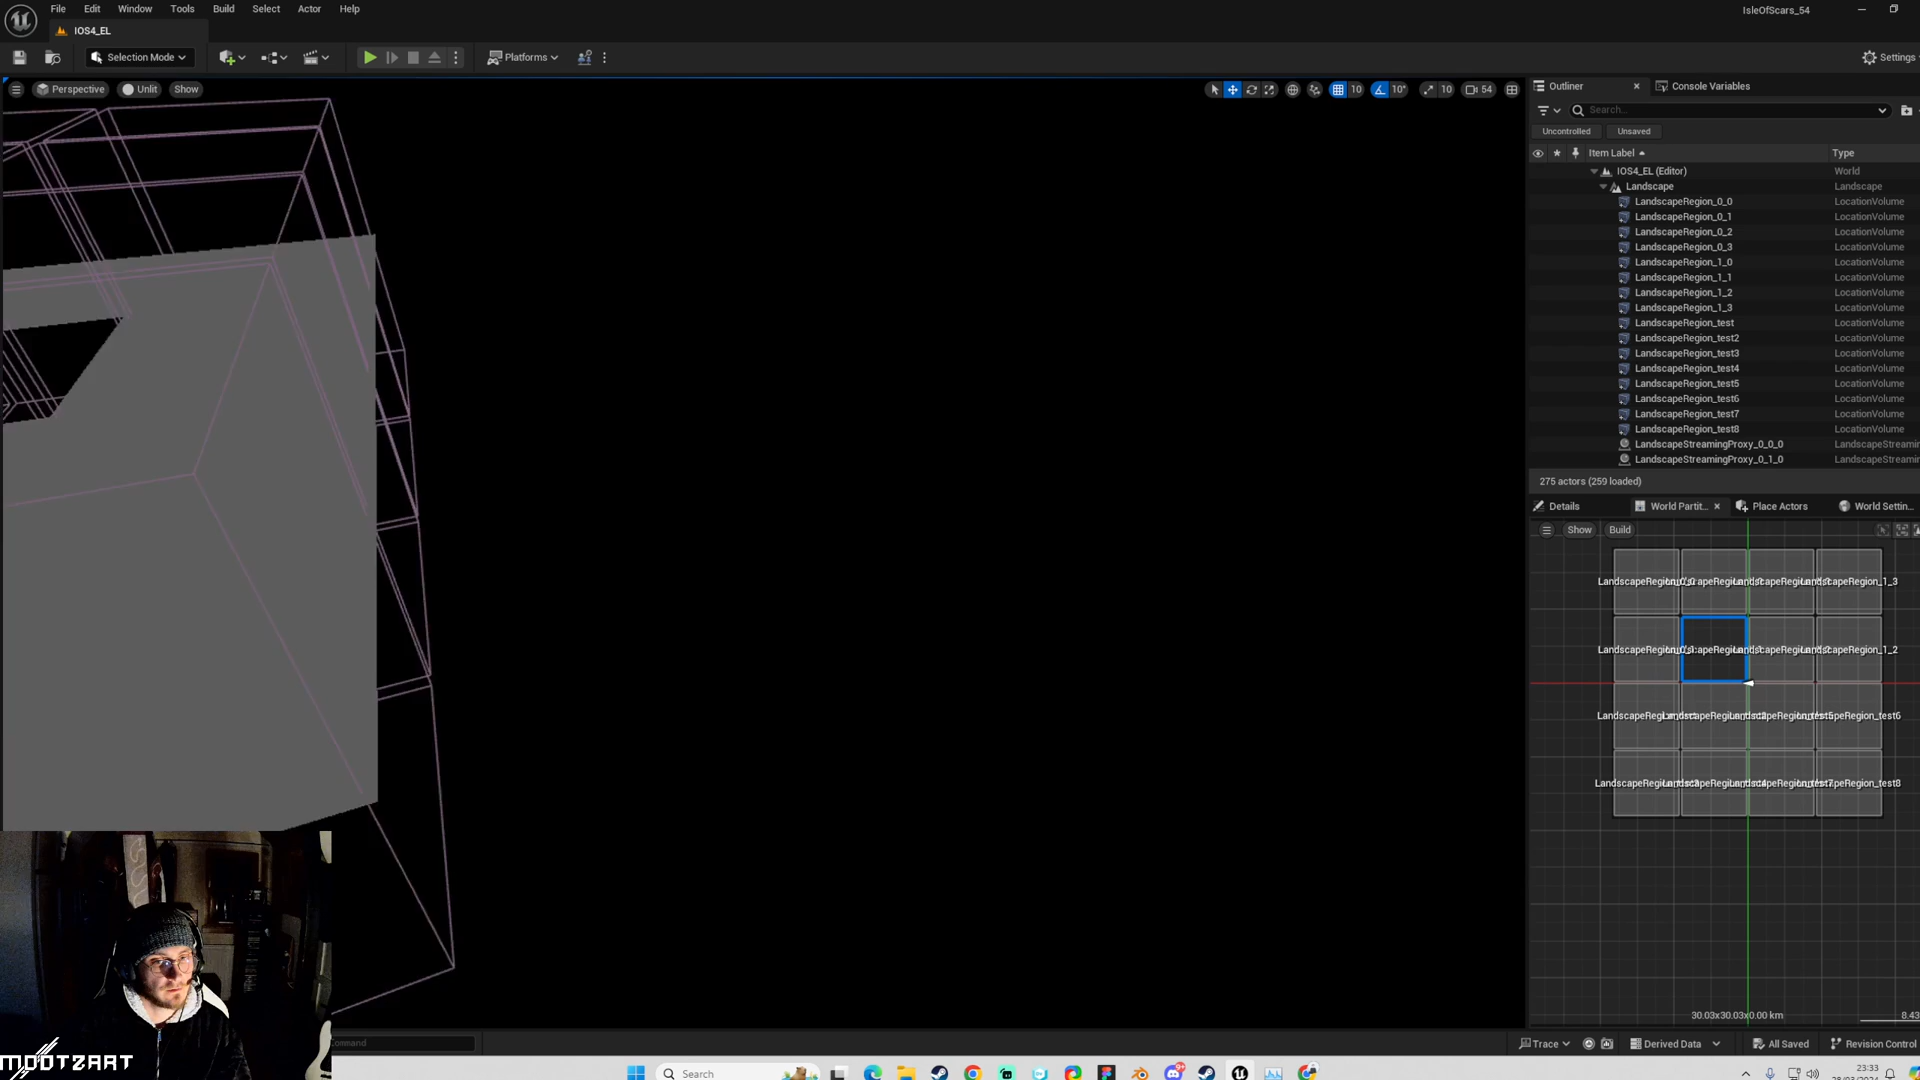 File Edit Window Tools Build Select Actor Help
IsleOfScars_54
IOS4_EL
Selection Mode
Platforms
Settings
Perspective Unlit Show
10 10° 10 54
Outliner
Console Variables
Search...
Uncontrolled Unsaved
Item Label Type
IOS4_EL (Editor) World
Landscape Landscape
LandscapeRegion_0_0 LocationVolume
LandscapeRegion_0_1 LocationVolume
LandscapeRegion_0_2 LocationVolume
LandscapeRegion_0_3 LocationVolume
LandscapeRegion_1_0 LocationVolume
LandscapeRegion_1_1 LocationVolume
LandscapeRegion_1_2 LocationVolume
LandscapeRegion_1_3 LocationVolume
LandscapeRegion_test LocationVolume
LandscapeRegion_test2 LocationVolume
LandscapeRegion_test3 LocationVolume
LandscapeRegion_test4 LocationVolume
LandscapeRegion_test5 LocationVolume
LandscapeRegion_test6 LocationVolume
LandscapeRegion_test7 LocationVolume
LandscapeRegion_test8 LocationVolume
LandscapeStreamingProxy_0_0_0 LandscapeStreamin
LandscapeStreamingProxy_0_1_0 LandscapeStreamin
275 actors (259 loaded)
Details World Partit... Place Actors World Settin...
Show Build
30.03x30.03x0.00 km
8.43
MOOTZART
Trace Derived Data All Saved Revision Control
Search
23:33